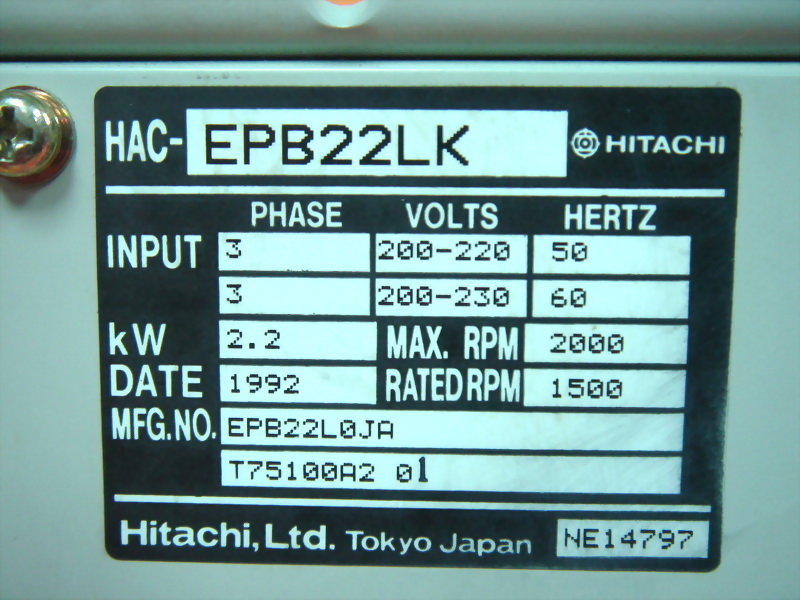 HAC- EPB22LK HITACHI
PHASE VOLTS HERTZ
INPUT 3 200-220 50
3 200-230 60
kW 2.2 MAX. RPM 2000
DATE 1992 RATED RPM 1500
MFG.NO. EPB22L0JA
T75100A2 01
Hitachi, Ltd. Tokyo Japan NE14797